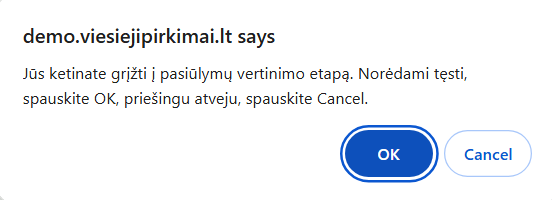 demo.viesiejipirkimai.lt says
Jūs ketinate grįžti į pasiūlymų vertinimo etapą. Norėdami tęsti,
spauskite OK, priešingu atveju, spauskite Cancel.
OK
Cancel